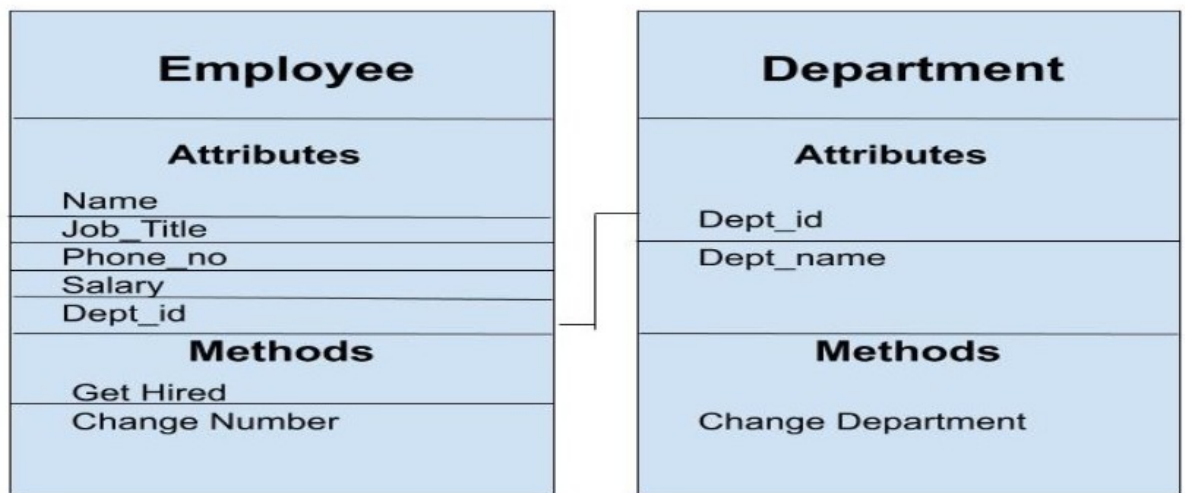 Employee
Attributes
Name
Job_Title
Phone_no
Salary
Dept_id
Methods
Get Hired
Change Number
Department
Attributes
Dept_id
Dept_name
Methods
Change Department